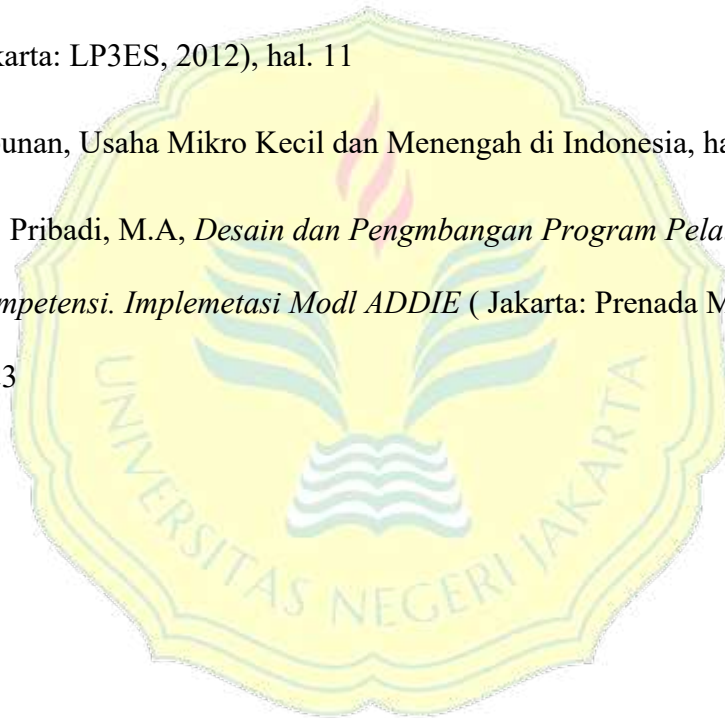 karta: LP3ES, 2012), hal. 11
unan, Usaha Mikro Kecil dan Menengah di Indonesia, ha
Pribadi, M.A, Desain dan Pengmbangan Program Pela
mpetensi. Implemetasi Modl ADDIE ( Jakarta: Prenada M
3
UNIVERSITAS NEGERI JAKARTA